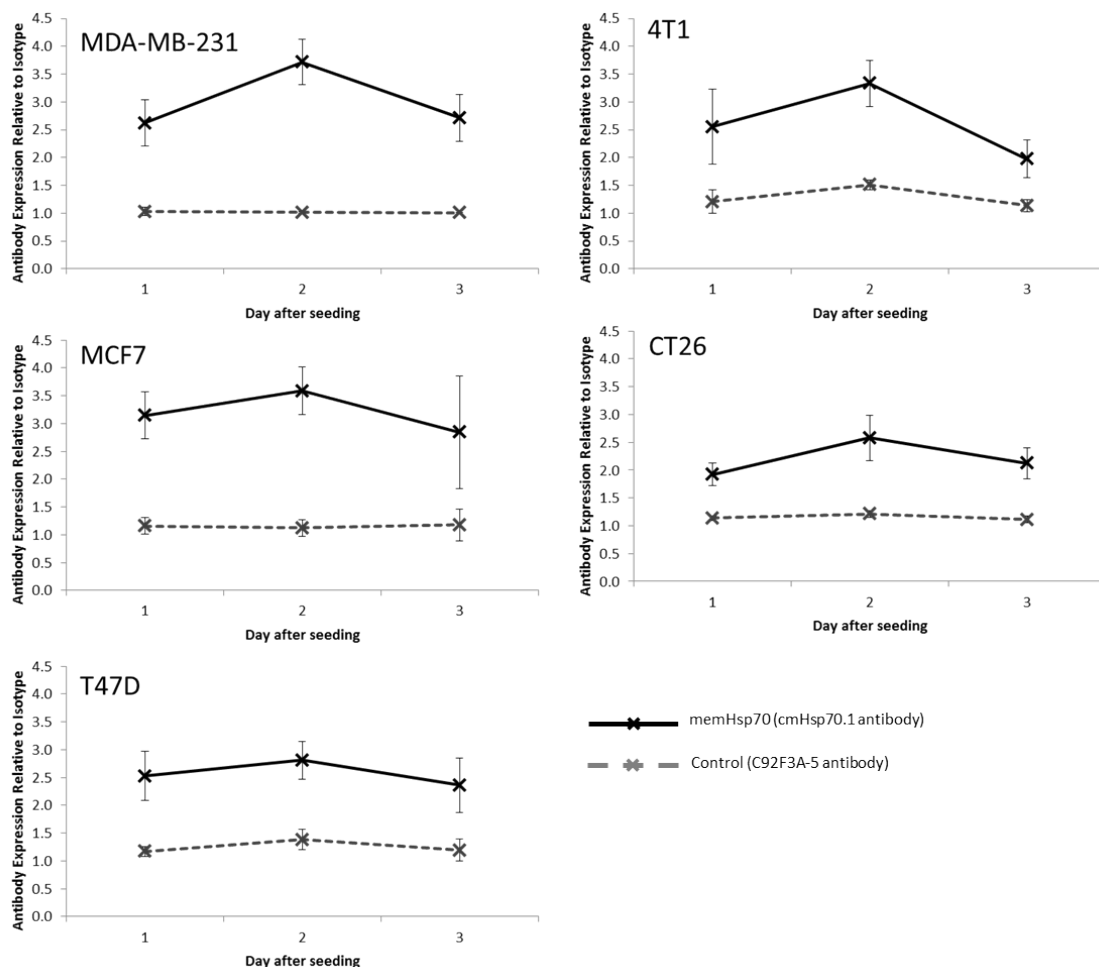 MDA-MB-231
Antibody Expression Relative to Isotype
4.5
4.0
3.5
3.0
2.5
2.0
1.5
1.0
0.5
0.0
1 2 3
Day after seeding
4T1
Antibody Expression Relative to Isotype
4.5
4.0
3.5
3.0
2.5
2.0
1.5
1.0
0.5
0.0
1 2 3
Day after seeding
MCF7
Antibody Expression Relative to Isotype
4.5
4.0
3.5
3.0
2.5
2.0
1.5
1.0
0.5
0.0
1 2 3
Day after seeding
CT26
Antibody Expression Relative to Isotype
4.5
4.0
3.5
3.0
2.5
2.0
1.5
1.0
0.5
0.0
1 2 3
Day after seeding
T47D
Antibody Expression Relative to Isotype
4.5
4.0
3.5
3.0
2.5
2.0
1.5
1.0
0.5
0.0
1 2 3
Day after seeding
memHsp70 (cmHsp70.1 antibody)
Control (C92F3A-5 antibody)